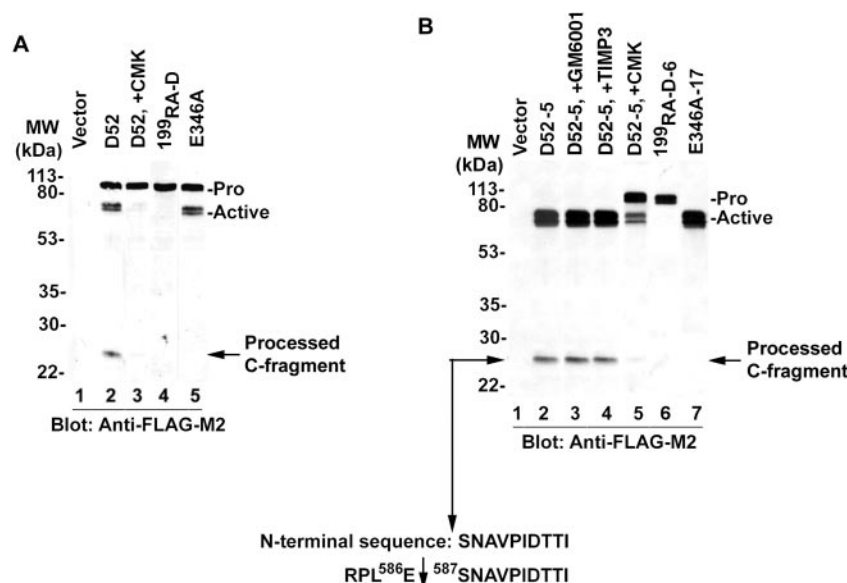 A
MW
(kDa)
Vector
D52
D52, +CMK
199RA-D
E346A
113-
80-
53-
35-
30-
22-
-Pro
-Active
Processed
C-fragment
1 2 3 4 5
Blot: Anti-FLAG-M2
B
MW
(kDa)
Vector
D52-5
D52-5, +GM6001
D52-5, +TIMP3
D52-5, +CMK
199RA-D-6
E346A-17
113-
80-
53-
35-
30-
22-
-Pro
-Active
Processed
C-fragment
1 2 3 4 5 6 7
Blot: Anti-FLAG-M2
N-terminal sequence: SNAVPIDTTI
RPL586E 587SNAVPIDTTI